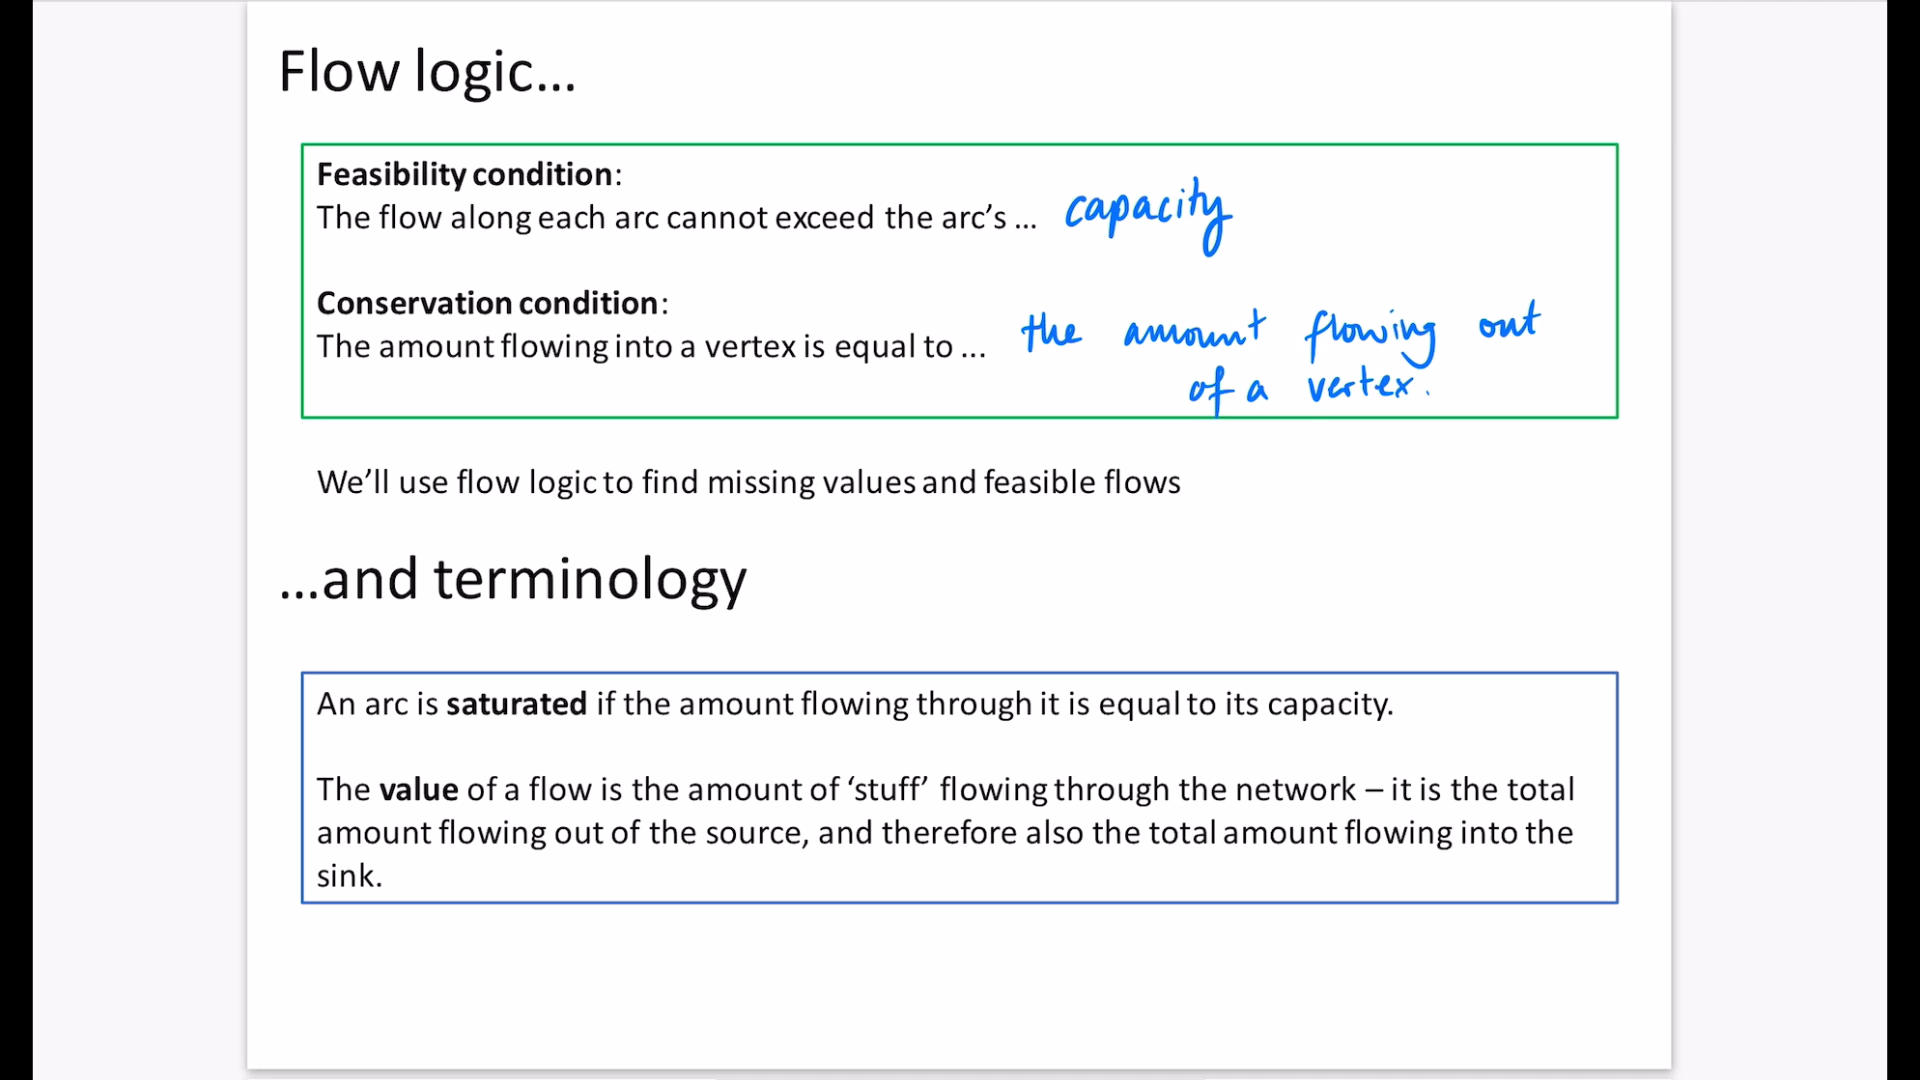 Flow logic...
Feasibility condition:
The flow along each arc cannot exceed the arc's ... capacity
Conservation condition:
The amount flowing into a vertex is equal to ... the amount flowing out
of a vertex.
We'll use flow logic to find missing values and feasible flows
...and terminology
An arc is saturated if the amount flowing through it is equal to its capacity.
The value of a flow is the amount of 'stuff' flowing through the network – it is the total
amount flowing out of the source, and therefore also the total amount flowing into the
sink.